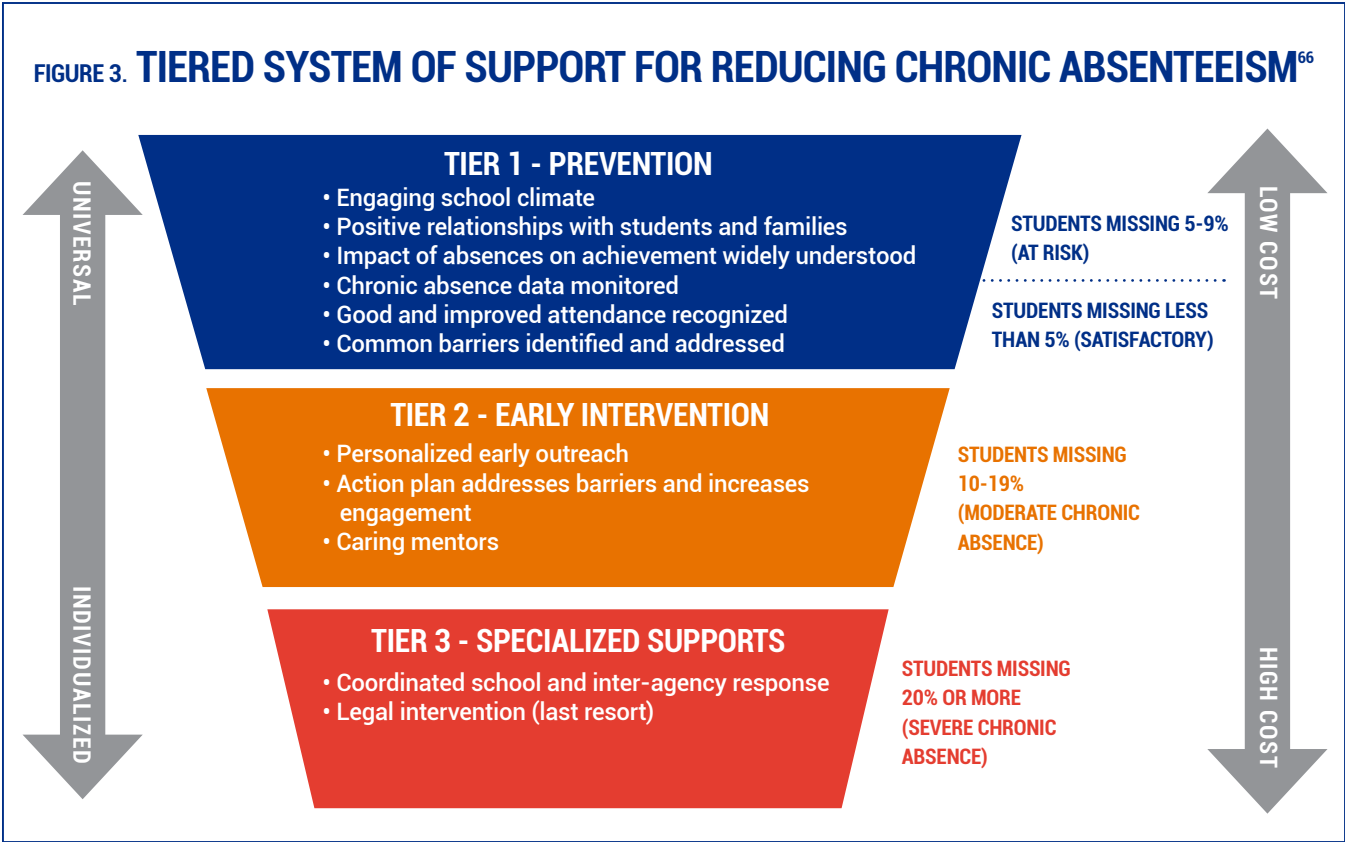 FIGURE 3. TIERED SYSTEM OF SUPPORT FOR REDUCING CHRONIC ABSENTEEISM66
UNIVERSAL
INDIVIDUALIZED
TIER 1 - PREVENTION
• Engaging school climate
• Positive relationships with students and families
• Impact of absences on achievement widely understood
• Chronic absence data monitored
• Good and improved attendance recognized
• Common barriers identified and addressed
STUDENTS MISSING 5-9%
(AT RISK)
STUDENTS MISSING LESS
THAN 5% (SATISFACTORY)
TIER 2 - EARLY INTERVENTION
• Personalized early outreach
• Action plan addresses barriers and increases
engagement
• Caring mentors
STUDENTS MISSING
10-19%
(MODERATE CHRONIC
ABSENCE)
TIER 3 - SPECIALIZED SUPPORTS
• Coordinated school and inter-agency response
• Legal intervention (last resort)
STUDENTS MISSING
20% OR MORE
(SEVERE CHRONIC
ABSENCE)
LOW COST
HIGH COST